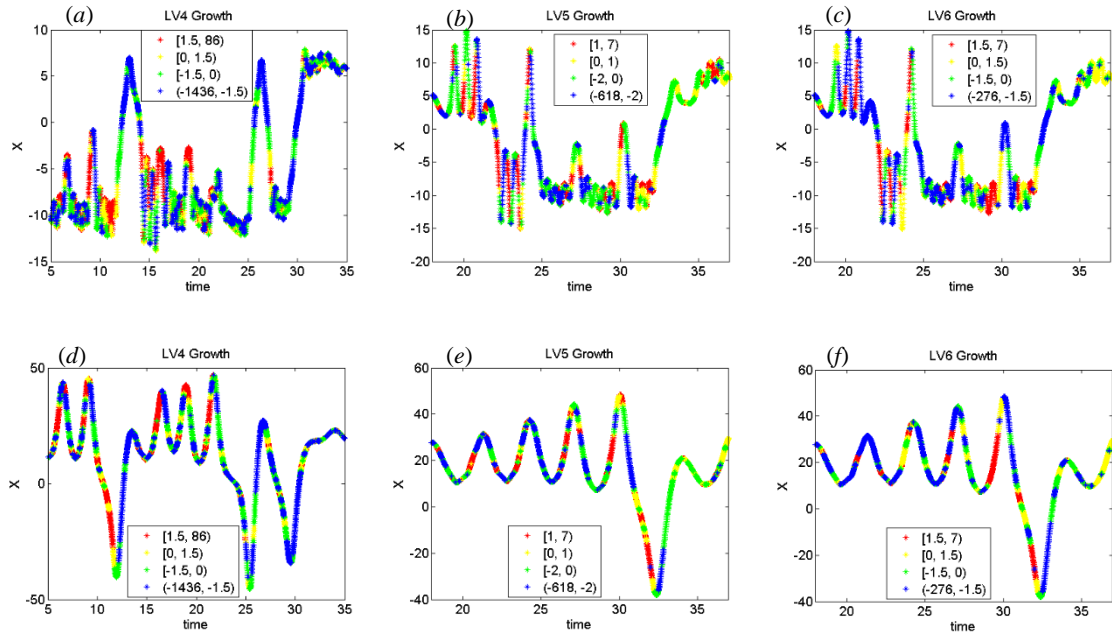 (a) LV4 Growth
[1.5, 86)
[0, 1.5)
[-1.5, 0)
(-1436, -1.5)
X
10
5
0
-5
-10
-15
5 10 15 20 25 30 35
time
(b) LV5 Growth
[1, 7)
[0, 1)
[-2, 0)
(-618, -2)
X
15
10
5
0
-5
-10
-15
-20
20 25 30 35
time
(c) LV6 Growth
[1.5, 7)
[0, 1.5)
[-1.5, 0)
(-276, -1.5)
X
15
10
5
0
-5
-10
-15
-20
20 25 30 35
time
(d) LV4 Growth
[1.5, 86)
[0, 1.5)
[-1.5, 0)
(-1436, -1.5)
X
50
0
-50
5 10 15 20 25 30 35
time
(e) LV5 Growth
[1, 7)
[0, 1)
[-2, 0)
(-618, -2)
X
60
40
20
0
-20
-40
20 25 30 35
time
(f) LV6 Growth
[1.5, 7)
[0, 1.5)
[-1.5, 0)
(-276, -1.5)
X
60
40
20
0
-20
-40
20 25 30 35
time